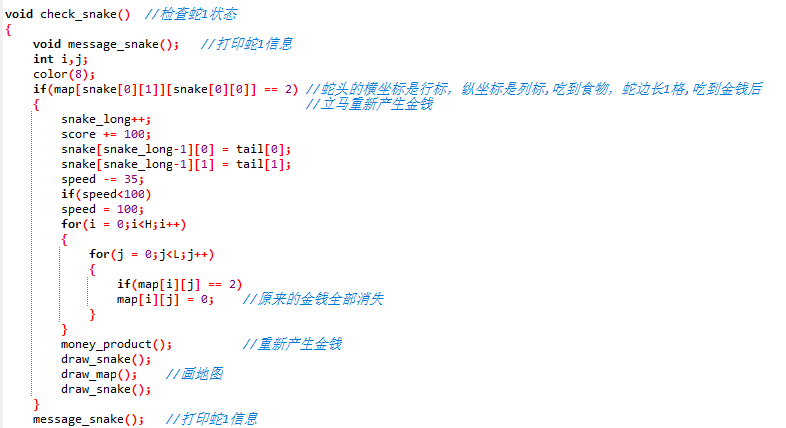 void check_snake()  //检查蛇1状态
{
    void message_snake();   //打印蛇1信息
    int i,j;
    color(8);
    if(map[snake[0][1]][snake[0][0]] == 2) //蛇头的横坐标是行标，纵坐标是列标,吃到食物，蛇边长1格,吃到金钱后
    {                                      //立马重新产生金钱
        snake_long++;
        score += 100;
        snake[snake_long-1][0] = tail[0];
        snake[snake_long-1][1] = tail[1];
        speed -= 35;
        if(speed<100)
        speed = 100;
        for(i = 0;i<H;i++)
        {
            for(j = 0;j<L;j++)
            {
                if(map[i][j] == 2)
                map[i][j] = 0;    //原来的金钱全部消失
            }
        }
        money_product();          //重新产生金钱
        draw_snake();
        draw_map();    //画地图
        draw_snake();
    }
    message_snake();   //打印蛇1信息